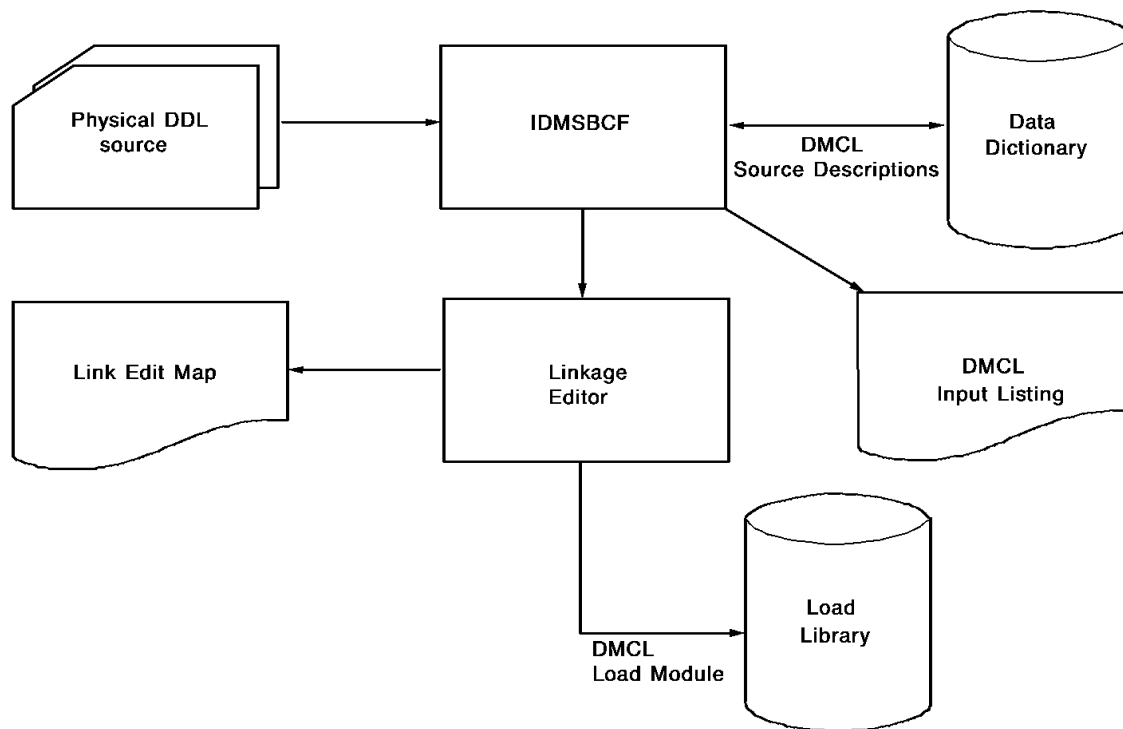 Physical DDL
source
IDMSBCF
DMCL
Source Descriptions
Data
Dictionary
Link Edit Map
Linkage
Editor
DMCL
Input Listing
DMCL
Load Module
Load
Library